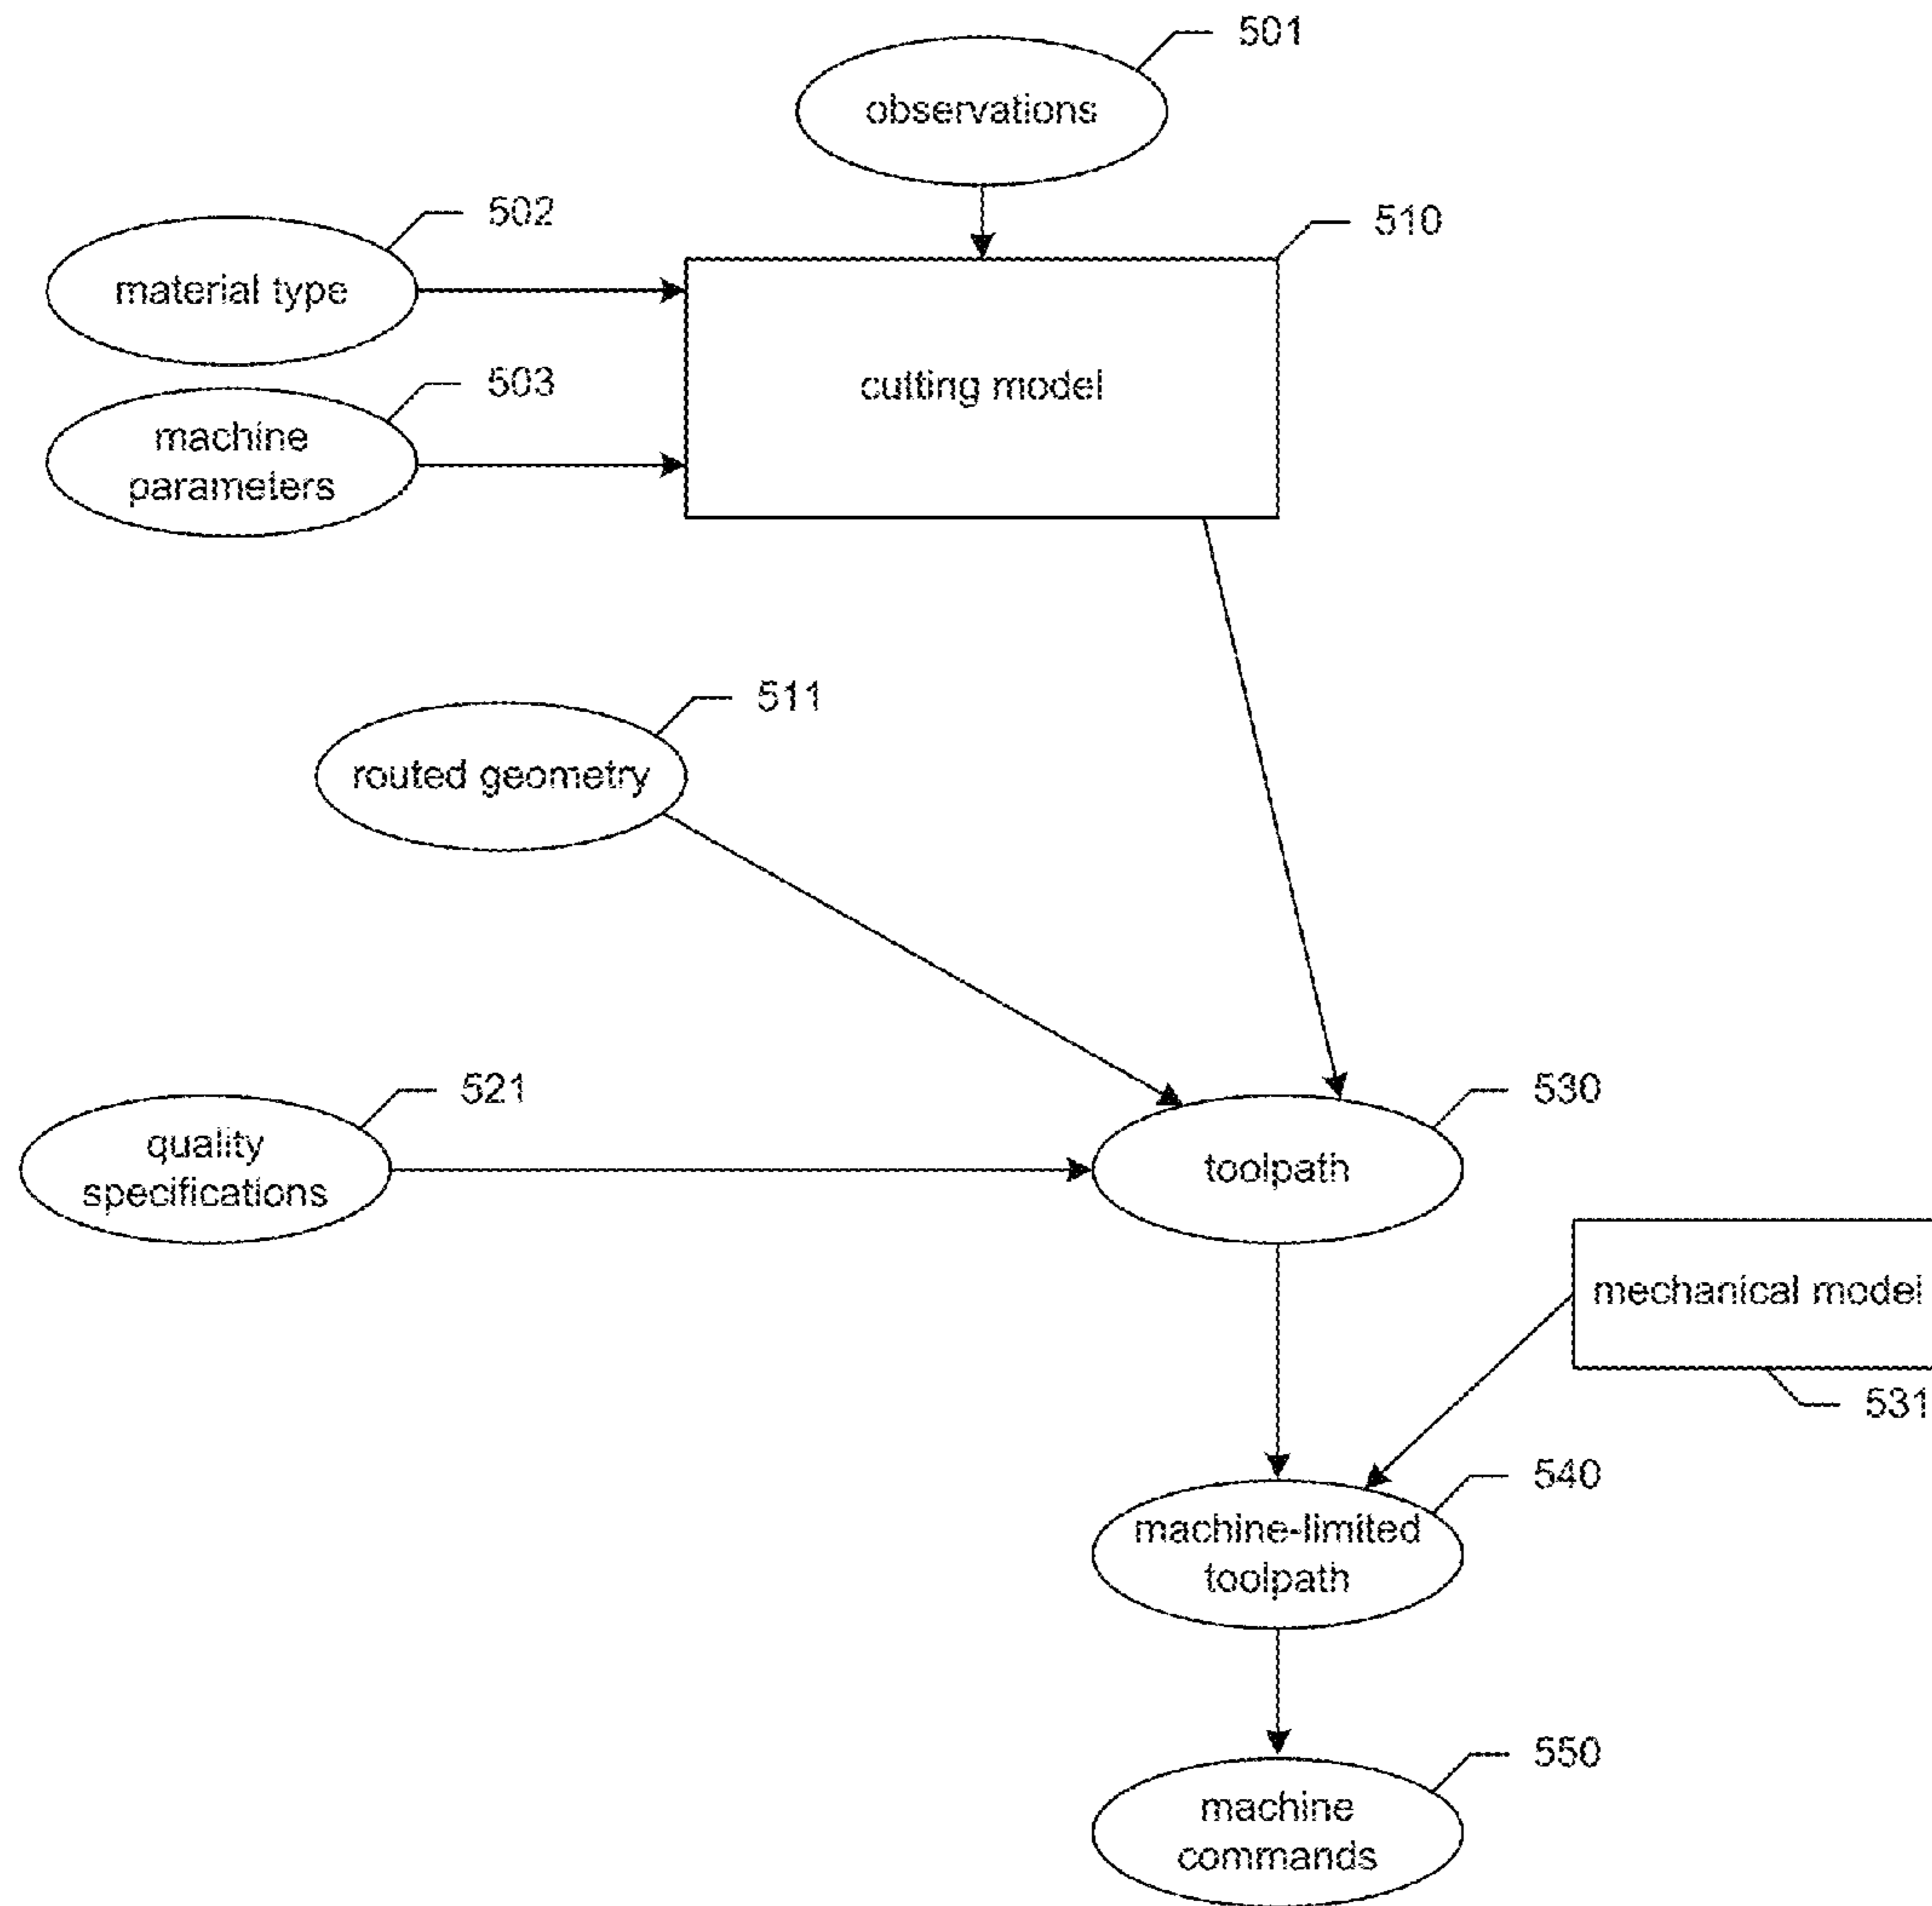 501
observations
502
510
material type
cutting model
503
machine
parameters
511
routed geometry
521
530
quality
specifications
toolpath
mechanical model
531
540
machine-limited
toolpath
550
machine
commands